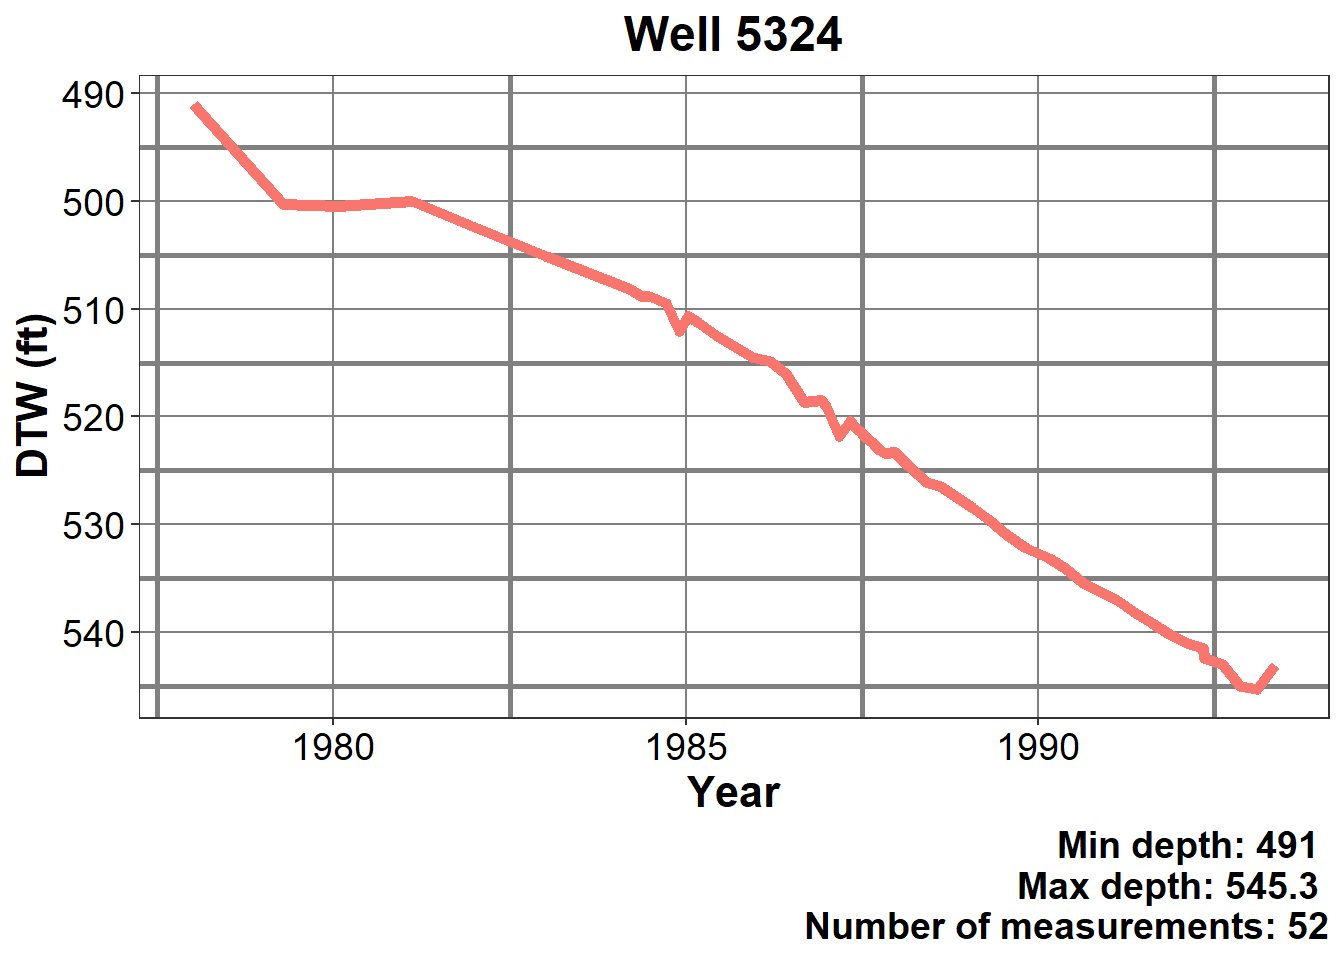 Well 5324
490
500
510
520
530
540
DTW (ft)
1980 1985 1990
Year
Min depth: 491
Max depth: 545.3
Number of measurements: 52